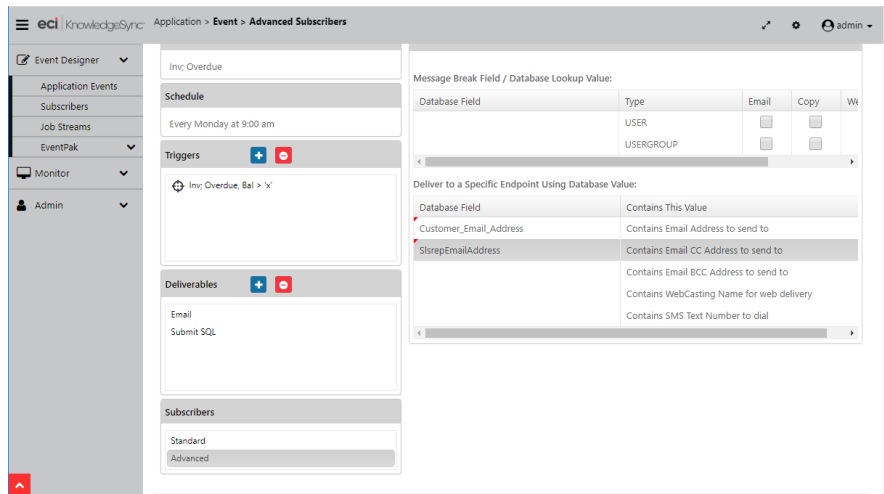 eci KnowledgeSync
Application > Event > Advanced Subscribers
admin
Event Designer
Application Events
Subscribers
Job Streams
EventPak
Monitor
Admin
Inv; Overdue
Schedule
Every Monday at 9:00 am
Triggers
Inv; Overdue, Bal > 'x'
Deliverables
Email
Submit SQL
Subscribers
Standard
Advanced
Message Break Field / Database Lookup Value:
Database Field Type Email Copy We
USER
USERGROUP
Deliver to a Specific Endpoint Using Database Value:
Database Field Contains This Value
Customer_Email_Address Contains Email Address to send to
SlsrepEmailAddress Contains Email CC Address to send to
Contains Email BCC Address to send to
Contains WebCasting Name for web delivery
Contains SMS Text Number to dial